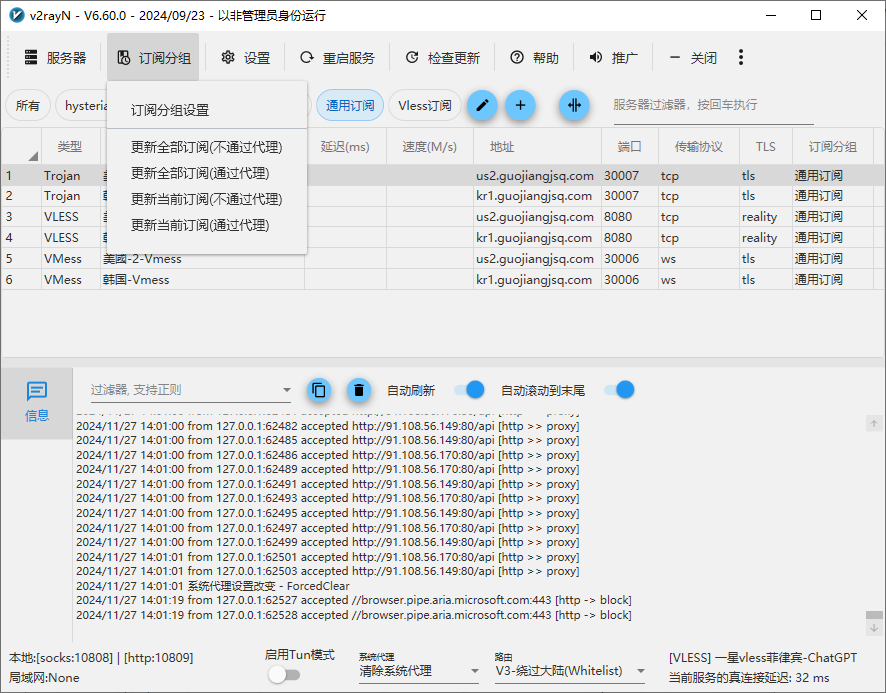 v2rayN - V6.60.0 - 2024/09/23 - 以非管理员身份运行
服务器 订阅分组 设置 重启服务 检查更新 帮助 推广 关闭
所有 hysteria 通用订阅 Vless订阅 服务器过滤器，按回车执行
订阅分组设置
更新全部订阅(不通过代理)
更新全部订阅(通过代理)
更新当前订阅(不通过代理)
更新当前订阅(通过代理)
类型 延迟(ms) 速度(M/s) 地址 端口 传输协议 TLS 订阅分组
1 Trojan us2.guojiangjsq.com 30007 tcp tls 通用订阅
2 Trojan kr1.guojiangjsq.com 30007 tcp tls 通用订阅
3 VLESS us2.guojiangjsq.com 8080 tcp reality 通用订阅
4 VLESS kr1.guojiangjsq.com 8080 tcp reality 通用订阅
5 VMess 美國-2-Vmess us2.guojiangjsq.com 30006 ws tls 通用订阅
6 VMess 韩国-Vmess kr1.guojiangjsq.com 30006 ws tls 通用订阅
信息
过滤器, 支持正则 自动刷新 自动滚动到末尾
2024/11/27 14:01:00 from 127.0.0.1:62482 accepted http://91.108.56.149:80/api [http >> proxy]
2024/11/27 14:01:00 from 127.0.0.1:62485 accepted http://91.108.56.149:80/api [http >> proxy]
2024/11/27 14:01:00 from 127.0.0.1:62486 accepted http://91.108.56.170:80/api [http >> proxy]
2024/11/27 14:01:00 from 127.0.0.1:62489 accepted http://91.108.56.170:80/api [http >> proxy]
2024/11/27 14:01:00 from 127.0.0.1:62491 accepted http://91.108.56.149:80/api [http >> proxy]
2024/11/27 14:01:00 from 127.0.0.1:62493 accepted http://91.108.56.170:80/api [http >> proxy]
2024/11/27 14:01:00 from 127.0.0.1:62495 accepted http://91.108.56.149:80/api [http >> proxy]
2024/11/27 14:01:00 from 127.0.0.1:62497 accepted http://91.108.56.170:80/api [http >> proxy]
2024/11/27 14:01:00 from 127.0.0.1:62499 accepted http://91.108.56.149:80/api [http >> proxy]
2024/11/27 14:01:01 from 127.0.0.1:62501 accepted http://91.108.56.170:80/api [http >> proxy]
2024/11/27 14:01:01 from 127.0.0.1:62503 accepted http://91.108.56.149:80/api [http >> proxy]
2024/11/27 14:01:01 系统代理设置改变 - ForcedClear
2024/11/27 14:01:19 from 127.0.0.1:62527 accepted //browser.pipe.aria.microsoft.com:443 [http -> block]
2024/11/27 14:01:19 from 127.0.0.1:62528 accepted //browser.pipe.aria.microsoft.com:443 [http -> block]
本地:[socks:10808] | [http:10809]
局域网:None
启用Tun模式
系统代理
清除系统代理
路由
V3-绕过大陆(Whitelist)
[VLESS] 一星vless菲律宾-ChatGPT
当前服务的真连接延迟: 32 ms